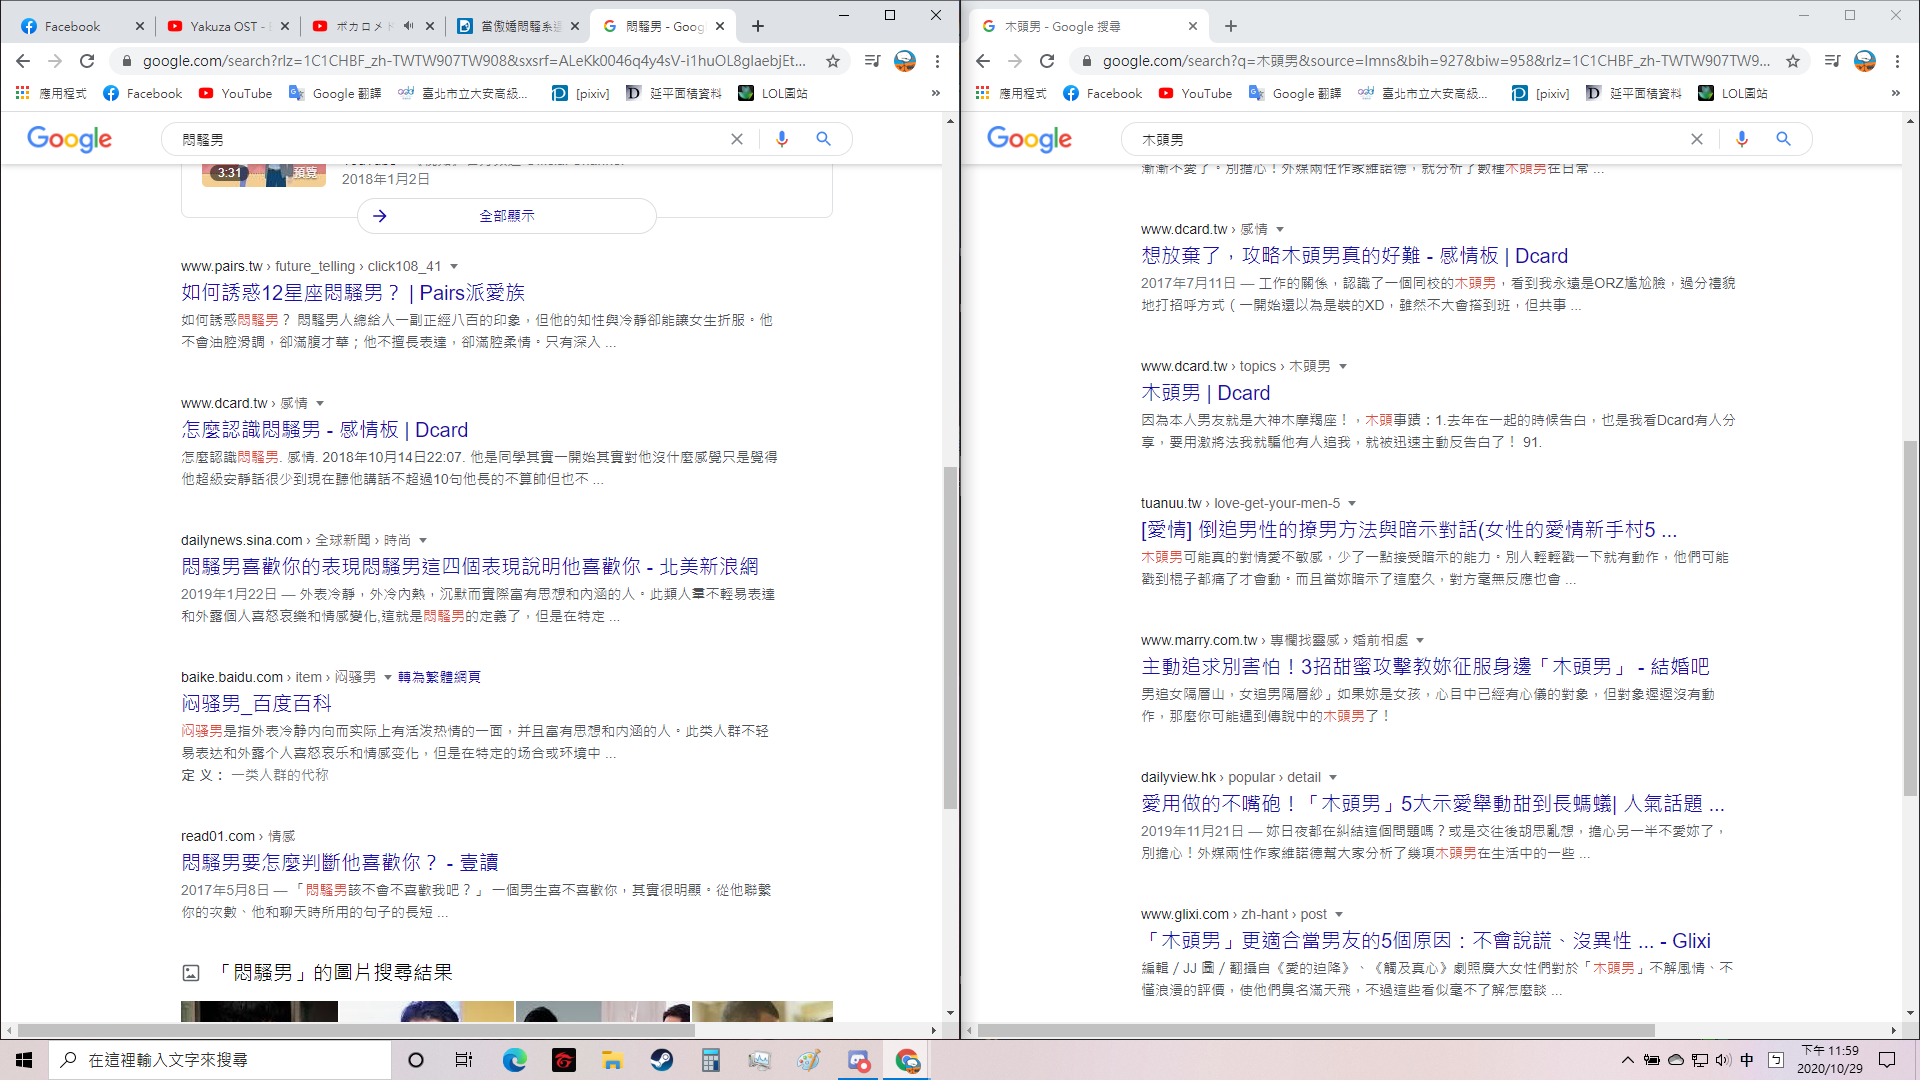 Facebook
Yakuza OST - 
ボカロメド
當傲嬌悶騷系遇
悶騷男 - Goog
google.com/search?rlz=1C1CHBF_zh-TWTW907TW908&sxsrf=ALeKk0046q4y4sV-i1huOL8gIaebjEt...
應用程式
Facebook
YouTube
Google 翻譯
臺北市立大安高級...
[pixiv]
延平面積資料
LOL圖站
»
Google
悶騷男
3:31
預覽
2018年1月2日
全部顯示
www.pairs.tw › future_telling › click108_41
如何誘惑12星座悶騷男？ | Pairs派愛族
如何誘惑悶騷男？ 悶騷男人總給人一副正經八百的印象，但他的知性與冷靜卻能讓女生折服。他
不會油腔滑調，卻滿腹才華；他不擅長表達，卻滿腔柔情。只有深入 ...
www.dcard.tw › 感情
怎麼認識悶騷男 - 感情板 | Dcard
怎麼認識悶騷男. 感情. 2018年10月14日22:07. 他是同學其實一開始其實對他沒什麼感覺只是覺得
他超級安靜話很少到現在聽他講話不超過10句他長的不算帥但也不 ...
dailynews.sina.com › 全球新聞 › 時尚
悶騷男喜歡你的表現悶騷男這四個表現說明他喜歡你 - 北美新浪網
2019年1月22日 — 外表冷靜，外冷內熱，沉默而實際富有思想和內涵的人。此類人羣不輕易表達
和外露個人喜怒哀樂和情感變化,這就是悶騷男的定義了，但是在特定 ...
baike.baidu.com › item › 闷骚男 轉為繁體網頁
闷骚男_百度百科
闷骚男是指外表冷静内向而实际上有活泼热情的一面，并且富有思想和内涵的人。此类人群不轻
易表达和外露个人喜怒哀乐和情感变化，但是在特定的场合或环境中 ...
定 义： 一类人群的代称
read01.com › 情感
悶騷男要怎麼判斷他喜歡你？ - 壹讀
2017年5月8日 — 「悶騷男該不會不喜歡我吧？」 一個男生喜不喜歡你，其實很明顯。從他聯繫
你的次數、他和聊天時所用的句子的長短 ...
「悶騷男」的圖片搜尋結果
木頭男 - Google 搜尋
google.com/search?q=木頭男&source=lmns&bih=927&biw=958&rlz=1C1CHBF_zh-TWTW907TW9...
應用程式
Facebook
YouTube
Google 翻譯
臺北市立大安高級...
[pixiv]
延平面積資料
LOL圖站
»
Google
木頭男
漸漸不愛了。別擔心！外媒兩性作家維諾德，就分析了數種木頭男在日常 ...
www.dcard.tw › 感情
想放棄了，攻略木頭男真的好難 - 感情板 | Dcard
2017年7月11日 — 工作的關係，認識了一個同校的木頭男，看到我永遠是ORZ尷尬臉，過分禮貌
地打招呼方式（一開始還以為是裝的XD，雖然不大會搭到班，但共事 ...
www.dcard.tw › topics › 木頭男
木頭男 | Dcard
因為本人男友就是大神木摩羯座！，木頭事蹟：1.去年在一起的時候告白，也是我看Dcard有人分
享，要用激將法我就騙他有人追我，就被迅速主動反告白了！ 91.
tuanuu.tw › love-get-your-men-5
[愛情] 倒追男性的撩男方法與暗示對話(女性的愛情新手村5 ...
木頭男可能真的對情愛不敏感，少了一點接受暗示的能力。別人輕輕戳一下就有動作，他們可能
戳到棍子都痛了才會動。而且當妳暗示了這麼久，對方毫無反應也會 ...
www.marry.com.tw › 專欄找靈感 › 婚前相處
主動追求別害怕！3招甜蜜攻擊教妳征服身邊「木頭男」 - 結婚吧
男追女隔層山，女追男隔層紗」如果妳是女孩，心目中已經有心儀的對象，但對象遲遲沒有動
作，那麼你可能遇到傳說中的木頭男了！
dailyview.hk › popular › detail
愛用做的不嘴砲！「木頭男」5大示愛舉動甜到長螞蟻| 人氣話題 ...
2019年11月21日 — 妳日夜都在糾結這個問題嗎？或是交往後胡思亂想，擔心另一半不愛妳了，
別擔心！外媒兩性作家維諾德幫大家分析了幾項木頭男在生活中的一些 ...
www.glixi.com › zh-hant › post
「木頭男」更適合當男友的5個原因：不會說謊、沒異性 ... - Glixi
編輯 / JJ 圖 / 翻攝自《愛的迫降》、《觸及真心》劇照廣大女性們對於「木頭男」不解風情、不
懂浪漫的評價，使他們臭名滿天飛，不過這些看似毫不了解怎麼談 ...
在這裡輸入文字來搜尋
中
下午 11:59
2020/10/29